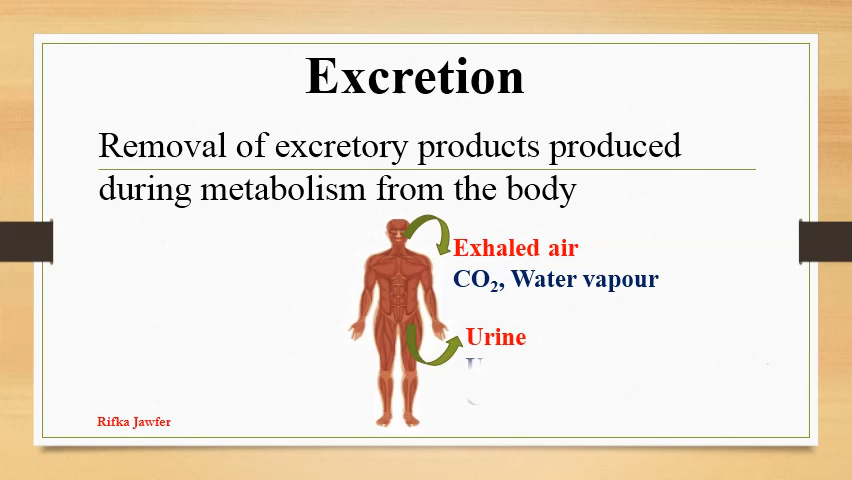 Excretion
Removal of excretory products produced
during metabolism from the body
Exhaled air
CO₂, Water vapour
Urine
Rifka Jawfer